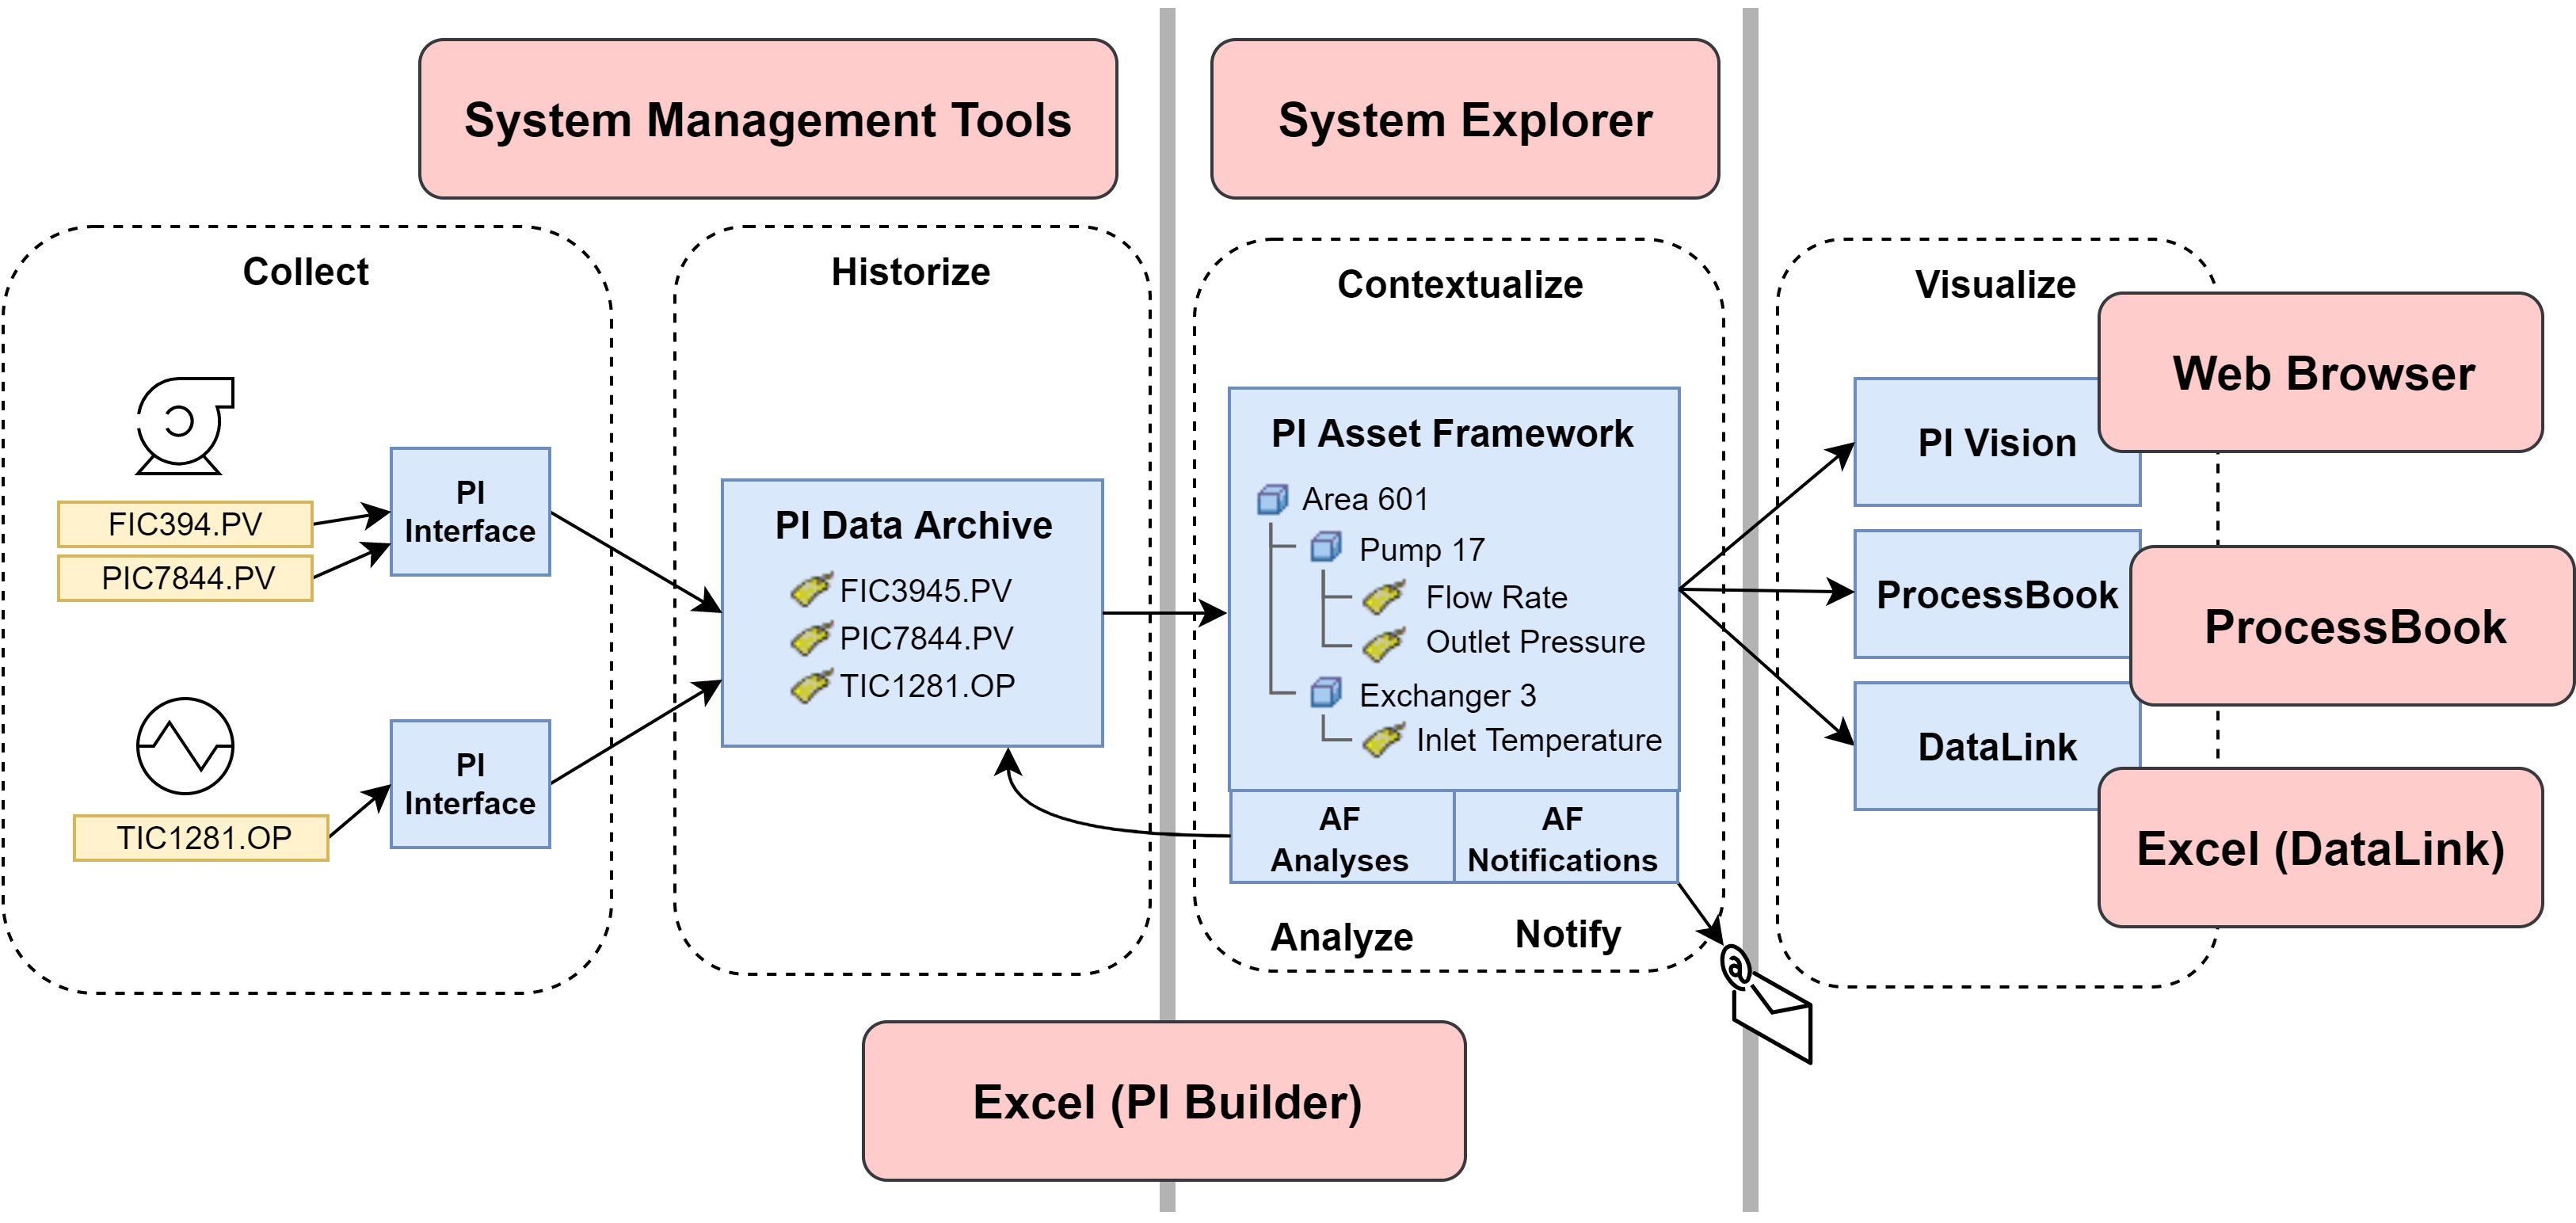 System Management Tools
System Explorer
Collect
Historize
Contextualize
Visualize
FIC394.PV
PIC7844.PV
PI
Interface
TIC1281.OP
PI
Interface
PI Data Archive
FIC3945.PV
PIC7844.PV
TIC1281.OP
PI Asset Framework
Area 601
Pump 17
Flow Rate
Outlet Pressure
Exchanger 3
Inlet Temperature
AF
Analyses
AF
Notifications
Analyze
Notify
@
PI Vision
Web Browser
ProcessBook
ProcessBook
DataLink
Excel (DataLink)
Excel (PI Builder)